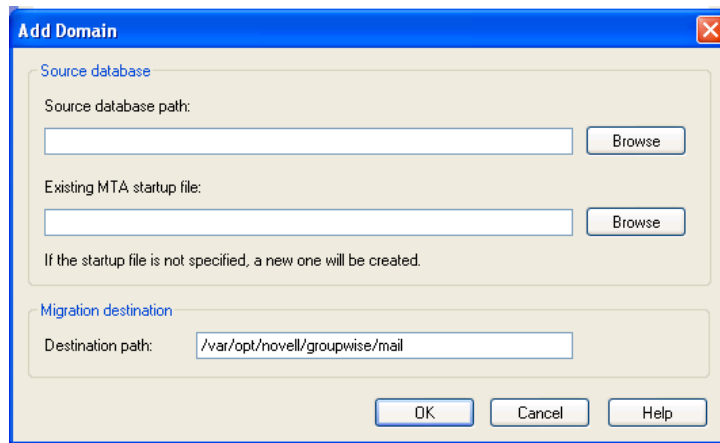 Add Domain
Source database
Source database path:
Browse
Existing MTA startup file:
Browse
If the startup file is not specified, a new one will be created.
Migration destination
Destination path: /var/opt/novell/groupwise/mail
OK Cancel Help